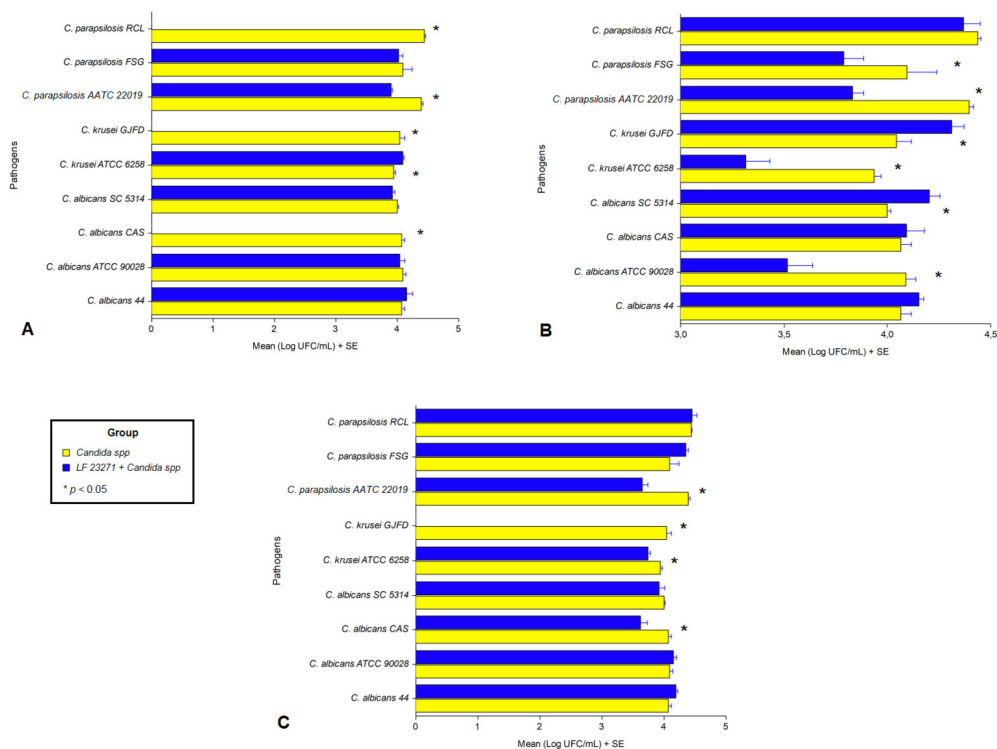 C. parapsilosis RCL
*
C. parapsilosis FSG
C. parapsilosis AATC 22019
*
C. krusei GJFD
*
C. krusei ATCC 6258
*
C. albicans SC 5314
C. albicans CAS
*
C. albicans ATCC 90028
C. albicans 44
Pathogens
0 1 2 3 4 5
Mean (Log UFC/mL) + SE
A
C. parapsilosis RCL
C. parapsilosis FSG
*
C. parapsilosis AATC 22019
*
C. krusei GJFD
*
C. krusei ATCC 6258
*
C. albicans SC 5314
*
C. albicans CAS
C. albicans ATCC 90028
*
C. albicans 44
Pathogens
3,0 3,5 4,0 4,5
Mean (Log UFC/mL) + SE
B
Group
Candida spp
LF 23271 + Candida spp
* p < 0.05
C. parapsilosis RCL
C. parapsilosis FSG
C. parapsilosis AATC 22019
*
C. krusei GJFD
*
C. krusei ATCC 6258
*
C. albicans SC 5314
C. albicans CAS
*
C. albicans ATCC 90028
C. albicans 44
Pathogens
0 1 2 3 4 5
Mean (Log UFC/mL) + SE
C